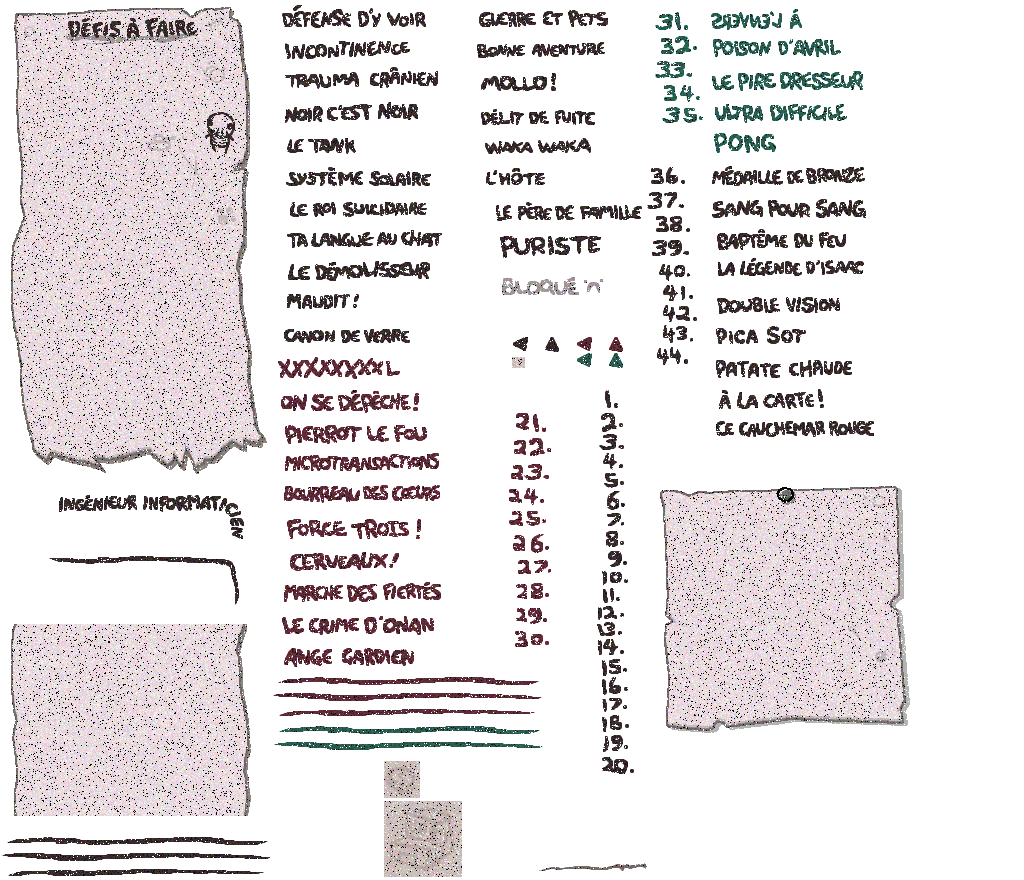 DÉFIS À FAIRE
INGÉNIEUR INFORMATICIEN
DÉFENSE D'Y VOIR
INCONTINENCE
TRAUMA CRÂNIEN
NOIR C'EST NOIR
LE TANK
SYSTÈME SOLAIRE
LE ROI SUICIDAIRE
TA LANGUE AU CHAT
LE DÉMOLISSEUR
MAUDIT!
CANON DE VERRE
XXXXXXXXL
ON SE DÉPÊCHE!
PIERROT LE FOU
MICROTRANSACTIONS
BOURREAU DES CŒURS
FORCE TROIS!
CERVEAUX!
MARCHE DES FIERTÉS
LE CRIME D'ONAN
ANGE GARDIEN
GUERRE ET PETS
BONNE AVENTURE
MOLLO!
DÉLIT DE FUITE
WAKA WAKA
L'HÔTE
LE PÈRE DE FAMILLE
PURISTE
BLOQUÉ 'n'
21.
22.
23.
24.
25.
26.
27.
28.
29.
30.
1.
2.
3.
4.
5.
6.
7.
8.
9.
10.
11.
12.
13.
14.
15.
16.
17.
18.
19.
20.
31.
32.
33.
34.
35.
36.
37.
38.
39.
40.
41.
42.
43.
44.
À L'ENVERS
POISON D'AVRIL
LE PIRE DRESSEUR
ULTRA DIFFICILE
PONG
MÉDAILLE DE BRONZE
SANG POUR SANG
BAPTÊME DU FEU
LA LÉGENDE D'ISAAC
DOUBLE VISION
PICA SOT
PATATE CHAUDE
À LA CARTE!
CE CAUCHEMAR ROUGE